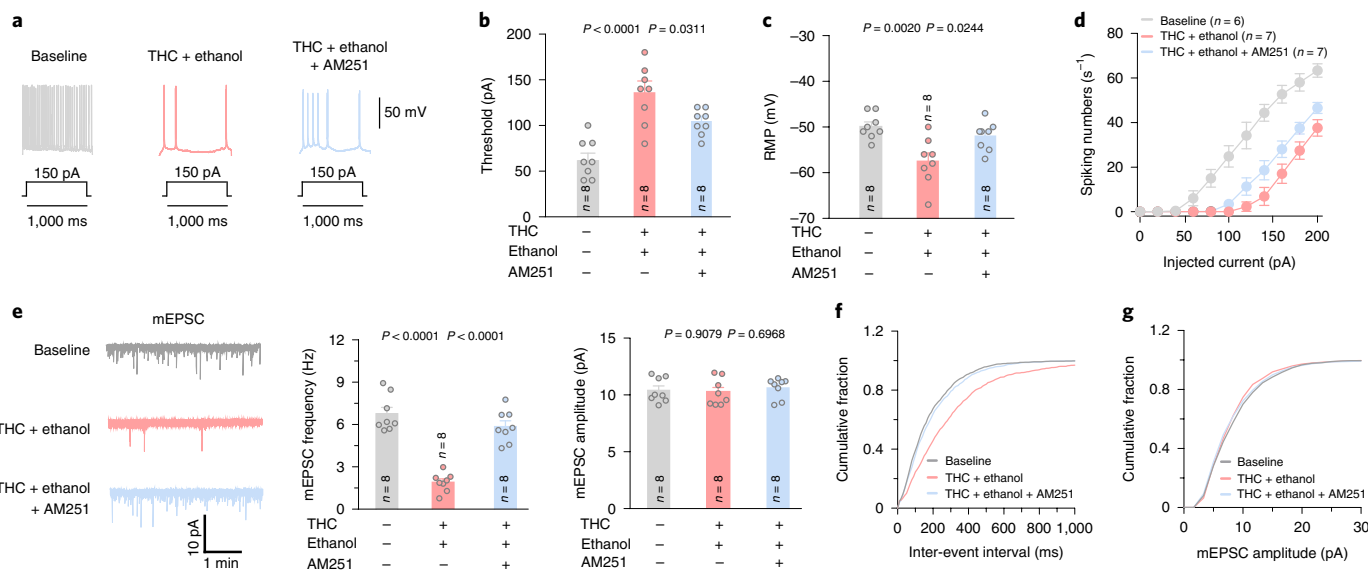 a
Baseline
THC + ethanol
THC + ethanol
+ AM251
50 mV
150 pA
150 pA
150 pA
1,000 ms
1,000 ms
1,000 ms
b
P < 0.0001 P = 0.0311
Threshold (pA)
200
150
100
50
0
n = 8
n = 8
n = 8
THC – + +
Ethanol – + +
AM251 – – +
c
P = 0.0020 P = 0.0244
RMP (mV)
–30
–40
–50
–60
–70
n = 8
n = 8
n = 8
THC – + +
Ethanol – + +
AM251 – – +
d
Baseline (n = 6)
THC + ethanol (n = 7)
THC + ethanol + AM251 (n = 7)
Spiking numbers (s⁻¹)
80
60
40
20
0
0 50 100 150 200
Injected current (pA)
e
mEPSC
Baseline
THC + ethanol
THC + ethanol
+ AM251
10 pA
1 min
P < 0.0001 P < 0.0001
mEPSC frequency (Hz)
12
9
6
3
0
n = 8
n = 8
n = 8
THC – + +
Ethanol – + +
AM251 – – +
P = 0.9079 P = 0.6968
mEPSC amplitude (pA)
15
10
5
0
n = 8
n = 8
n = 8
THC – + +
Ethanol – + +
AM251 – – +
f
Cumulative fraction
1.2
0.8
0.4
0
Baseline
THC + ethanol
THC + ethanol + AM251
0 200 400 600 800 1,000
Inter-event interval (ms)
g
Cumulative fraction
1.2
0.8
0.4
0
Baseline
THC + ethanol
THC + ethanol + AM251
0 10 20 30
mEPSC amplitude (pA)